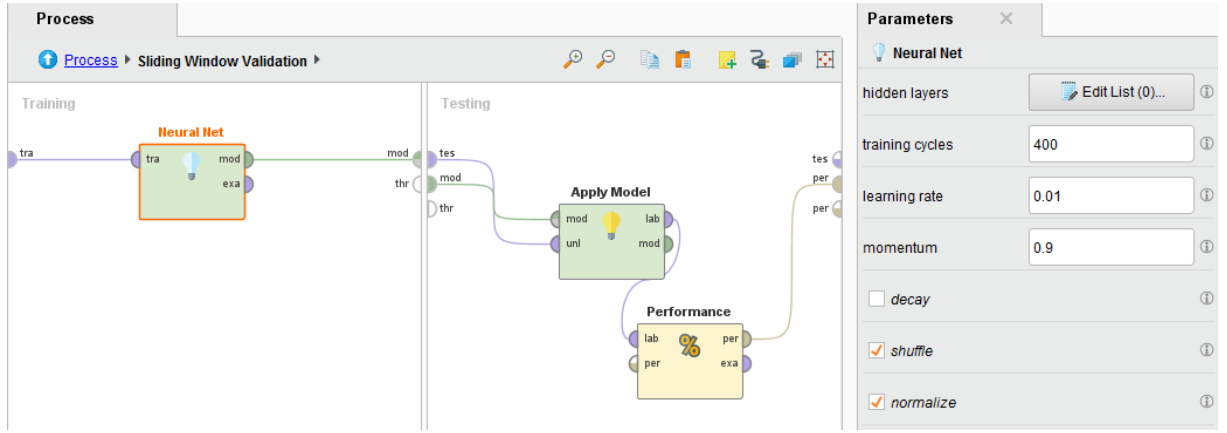 Process
Process Sliding Window Validation
Training
Neural Net
tra
tra
mod
exa
mod
thr
Testing
tes
mod
thr
Apply Model
mod
unl
lab
mod
Performance
lab
per
per
exa
tes
per
per
Parameters
Neural Net
hidden layers
Edit List (0)...
training cycles
400
learning rate
0.01
momentum
0.9
decay
shuffle
normalize